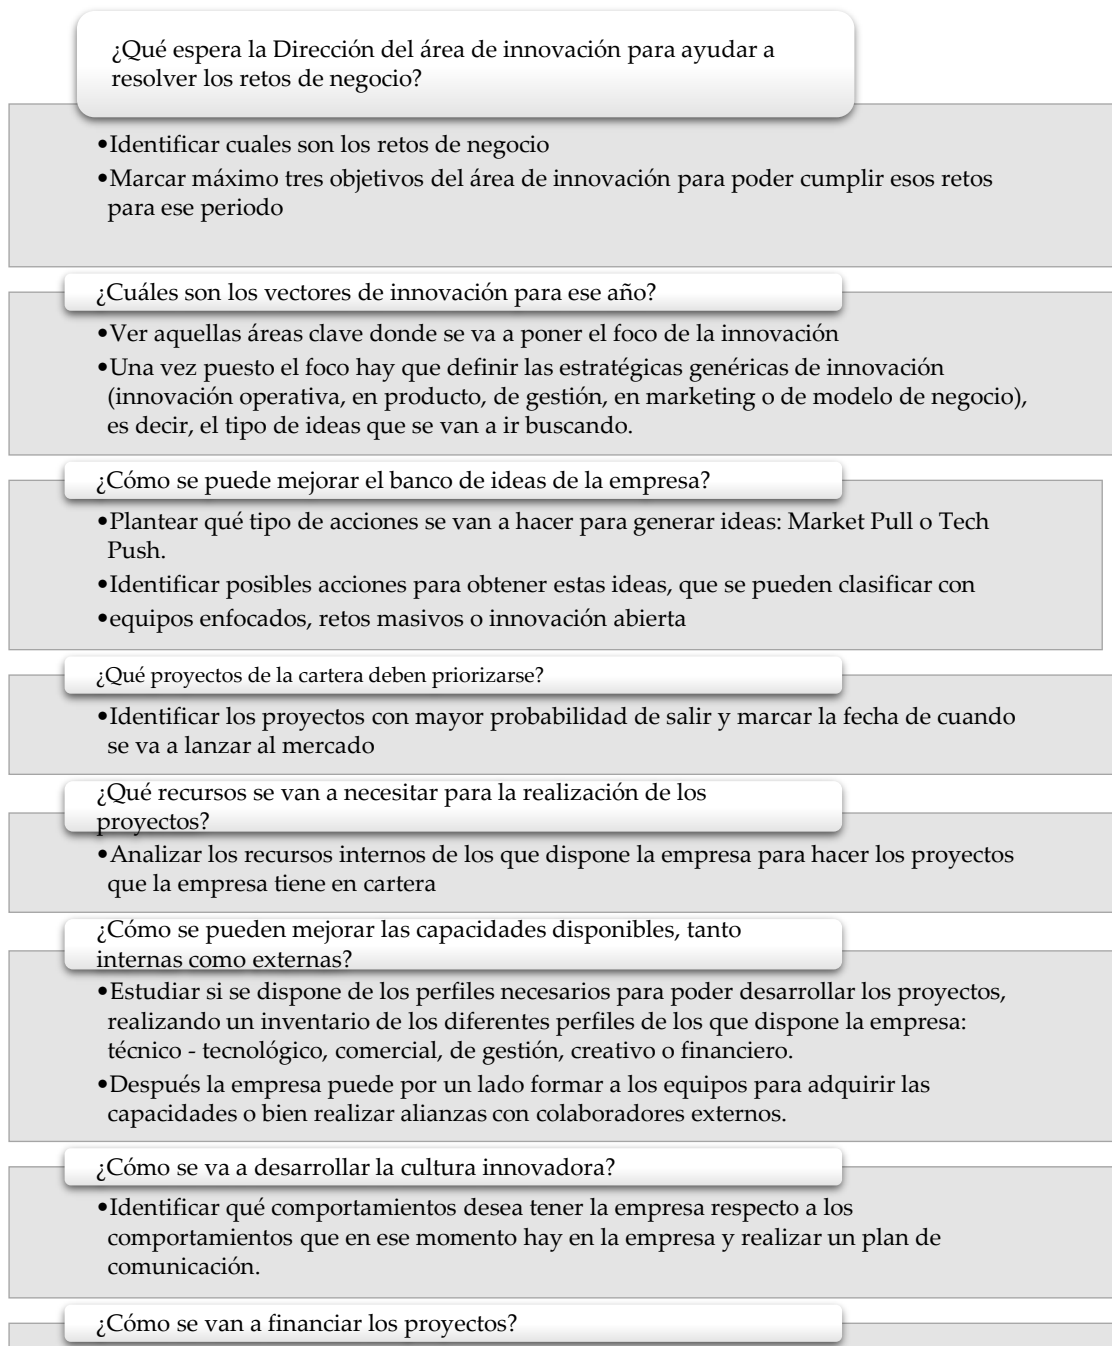 ¿Qué espera la Dirección del área de innovación para ayudar a
resolver los retos de negocio?
•Identificar cuales son los retos de negocio
•Marcar máximo tres objetivos del área de innovación para poder cumplir esos retos
para ese periodo
¿Cuáles son los vectores de innovación para ese año?
•Ver aquellas áreas clave donde se va a poner el foco de la innovación
•Una vez puesto el foco hay que definir las estratégicas genéricas de innovación
(innovación operativa, en producto, de gestión, en marketing o de modelo de negocio),
es decir, el tipo de ideas que se van a ir buscando.
¿Cómo se puede mejorar el banco de ideas de la empresa?
•Plantear qué tipo de acciones se van a hacer para generar ideas: Market Pull o Tech
Push.
•Identificar posibles acciones para obtener estas ideas, que se pueden clasificar con
•equipos enfocados, retos masivos o innovación abierta
¿Qué proyectos de la cartera deben priorizarse?
•Identificar los proyectos con mayor probabilidad de salir y marcar la fecha de cuando
se va a lanzar al mercado
¿Qué recursos se van a necesitar para la realización de los
proyectos?
•Analizar los recursos internos de los que dispone la empresa para hacer los proyectos
que la empresa tiene en cartera
¿Cómo se pueden mejorar las capacidades disponibles, tanto
internas como externas?
•Estudiar si se dispone de los perfiles necesarios para poder desarrollar los proyectos,
realizando un inventario de los diferentes perfiles de los que dispone la empresa:
técnico - tecnológico, comercial, de gestión, creativo o financiero.
•Después la empresa puede por un lado formar a los equipos para adquirir las
capacidades o bien realizar alianzas con colaboradores externos.
¿Cómo se va a desarrollar la cultura innovadora?
•Identificar qué comportamientos desea tener la empresa respecto a los
comportamientos que en ese momento hay en la empresa y realizar un plan de
comunicación.
¿Cómo se van a financiar los proyectos?